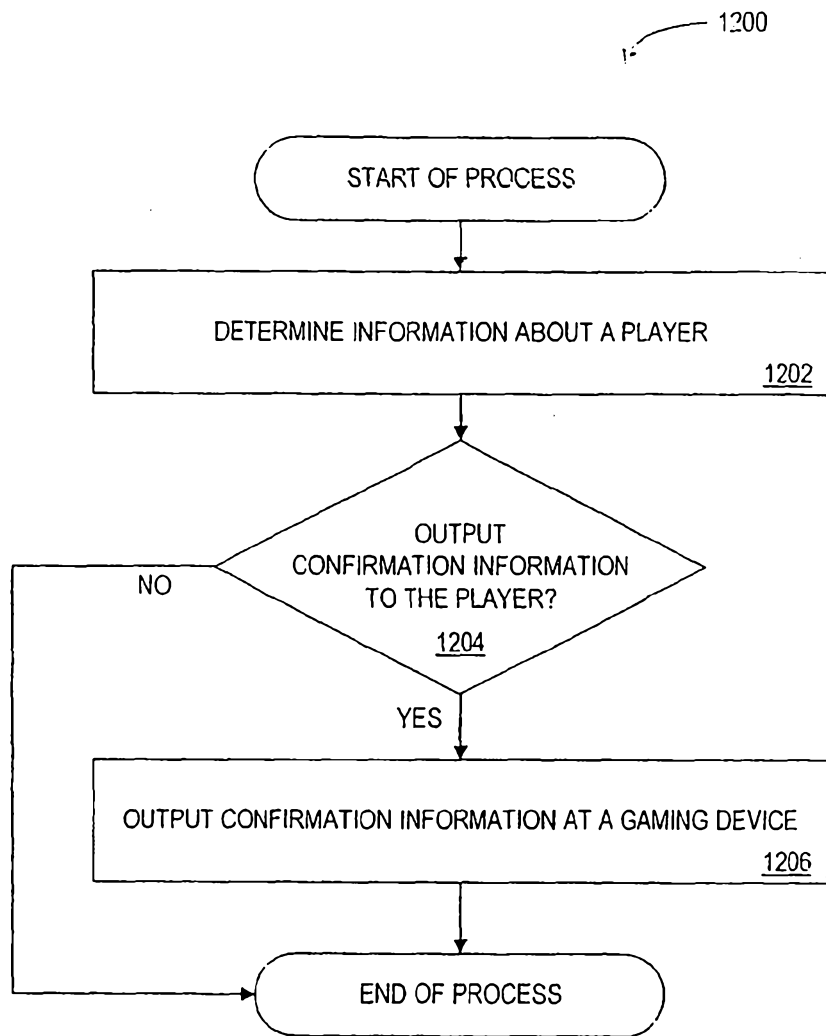 1200
START OF PROCESS
DETERMINE INFORMATION ABOUT A PLAYER
1202
OUTPUT
CONFIRMATION INFORMATION
TO THE PLAYER?
1204
NO
YES
OUTPUT CONFIRMATION INFORMATION AT A GAMING DEVICE
1206
END OF PROCESS